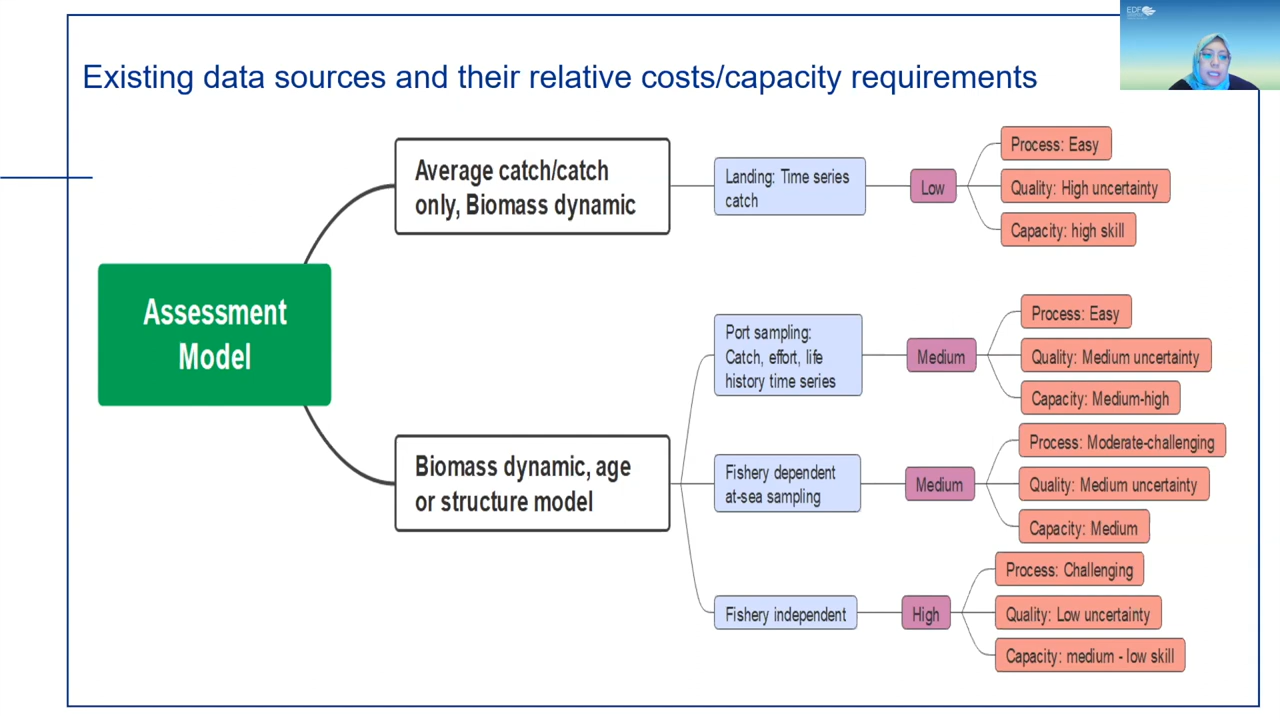 Existing data sources and their relative costs/capacity requirements
EDF
Assessment
Model
Average catch/catch
only, Biomass dynamic
Landing: Time series
catch
Low
Process: Easy
Quality: High uncertainty
Capacity: high skill
Biomass dynamic, age
or structure model
Port sampling:
Catch, effort, life
history time series
Medium
Process: Easy
Quality: Medium uncertainty
Capacity: Medium-high
Fishery dependent
at-sea sampling
Medium
Process: Moderate-challenging
Quality: Medium uncertainty
Capacity: Medium
Fishery independent
High
Process: Challenging
Quality: Low uncertainty
Capacity: medium - low skill